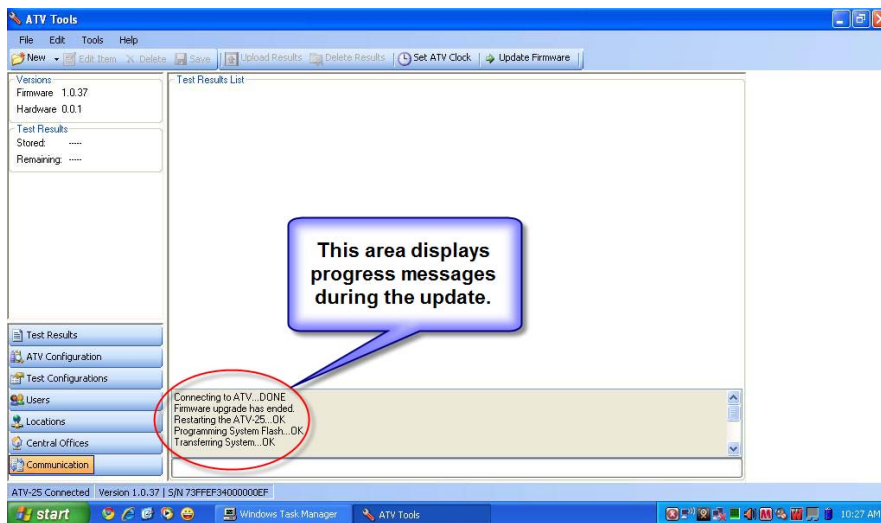 ATV Tools
File Edit Tools Help
New Edit Item Delete Save Upload Results Delete Results Set ATV Clock Update Firmware
Versions
Firmware 1.0.37
Hardware 0.0.1
Test Results
Stored: -----
Remaining: -----
Test Results List
This area displays
progress messages
during the update.
Test Results
ATV Configuration
Test Configurations
Users
Locations
Central Offices
Communication
Connecting to ATV...DONE
Firmware upgrade has ended.
Restarting the ATV-25...OK
Programming System Flash...OK
Transferring System...OK
ATV-25 Connected Version 1.0.37 S/N 73FFEF34000000EF
start Windows Task Manager ATV Tools 10:27 AM